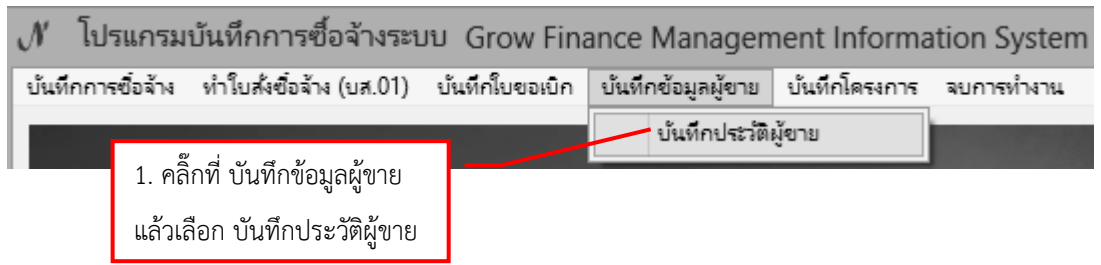 N โปรแกรมบันทึกการซื้อจ้างระบบ Grow Finance Management Information System
บันทึกการซื้อจ้าง ทำใบสั่งซื้อจ้าง (บส.01) บันทึกใบขอเบิก บันทึกข้อมูลผู้ขาย บันทึกโครงการ จบการทำงาน
บันทึกประวัติผู้ขาย
1. คลิ๊กที่ บันทึกข้อมูลผู้ขาย
แล้วเลือก บันทึกประวัติผู้ขาย